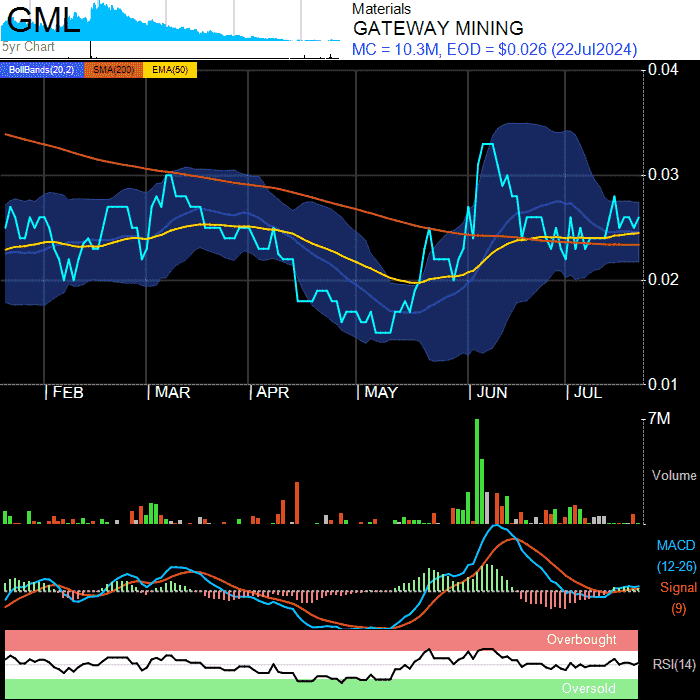 GML
5yr Chart
Materials
GATEWAY MINING
MC = 10.3M, EOD = $0.026 (22Jul2024)
BollBands(20,2) SMA(200) EMA(50)
0.04
0.03
0.02
0.01
FEB MAR APR MAY JUN JUL
7M
Volume
MACD
(12-26)
Signal
(9)
Overbought
RSI(14)
Oversold